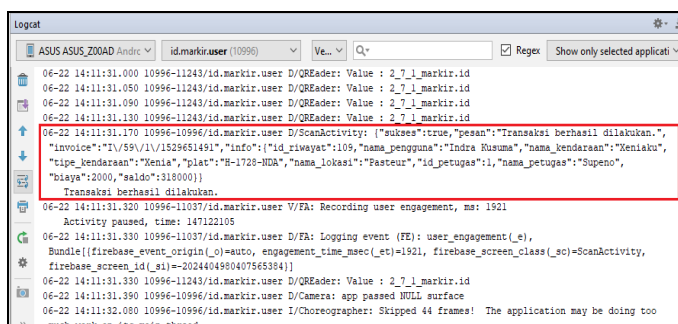 Logcat
ASUS ASUS_Z00AD Andrc
id.markir.user (10996)
Ve...
Regex
Show only selected applicati
06-22 14:11:31.000 10996-11243/id.markir.user D/QREader: Value : 2_7_1_markir.id
06-22 14:11:31.050 10996-11243/id.markir.user D/QREader: Value : 2_7_1_markir.id
06-22 14:11:31.090 10996-11243/id.markir.user D/QREader: Value : 2_7_1_markir.id
06-22 14:11:31.130 10996-11243/id.markir.user D/QREader: Value : 2_7_1_markir.id
06-22 14:11:31.170 10996-10996/id.markir.user D/ScanActivity: {"sukses":true,"pesan":"Transaksi berhasil dilakukan.",
"invoice":"I\/59\/1\/1529651491","info":{"id_riwayat":109,"nama_pengguna":"Indra Kusuma","nama_kendaraan":"Xeniaku",
"tipe_kendaraan":"Xenia","plat":"H-1728-NDA","nama_lokasi":"Pasteur","id_petugas":1,"nama_petugas":"Supeno",
"biaya":2000,"saldo":318000}}
Transaksi berhasil dilakukan.
06-22 14:11:31.320 10996-11037/id.markir.user V/FA: Recording user engagement, ms: 1921
Activity paused, time: 147122105
06-22 14:11:31.330 10996-11037/id.markir.user D/FA: Logging event (FE): user_engagement(_e),
Bundle[{firebase_event_origin(_o)=auto, engagement_time_msec(_et)=1921, firebase_screen_class(_sc)=ScanActivity,
firebase_screen_id(_si)=-2024404980407565384}]
06-22 14:11:31.330 10996-11243/id.markir.user D/QREader: Value : 2_7_1_markir.id
06-22 14:11:31.390 10996-10996/id.markir.user D/Camera: app passed NULL surface
06-22 14:11:32.080 10996-10996/id.markir.user I/Choreographer: Skipped 44 frames!  The application may be doing too
much work on its main thread